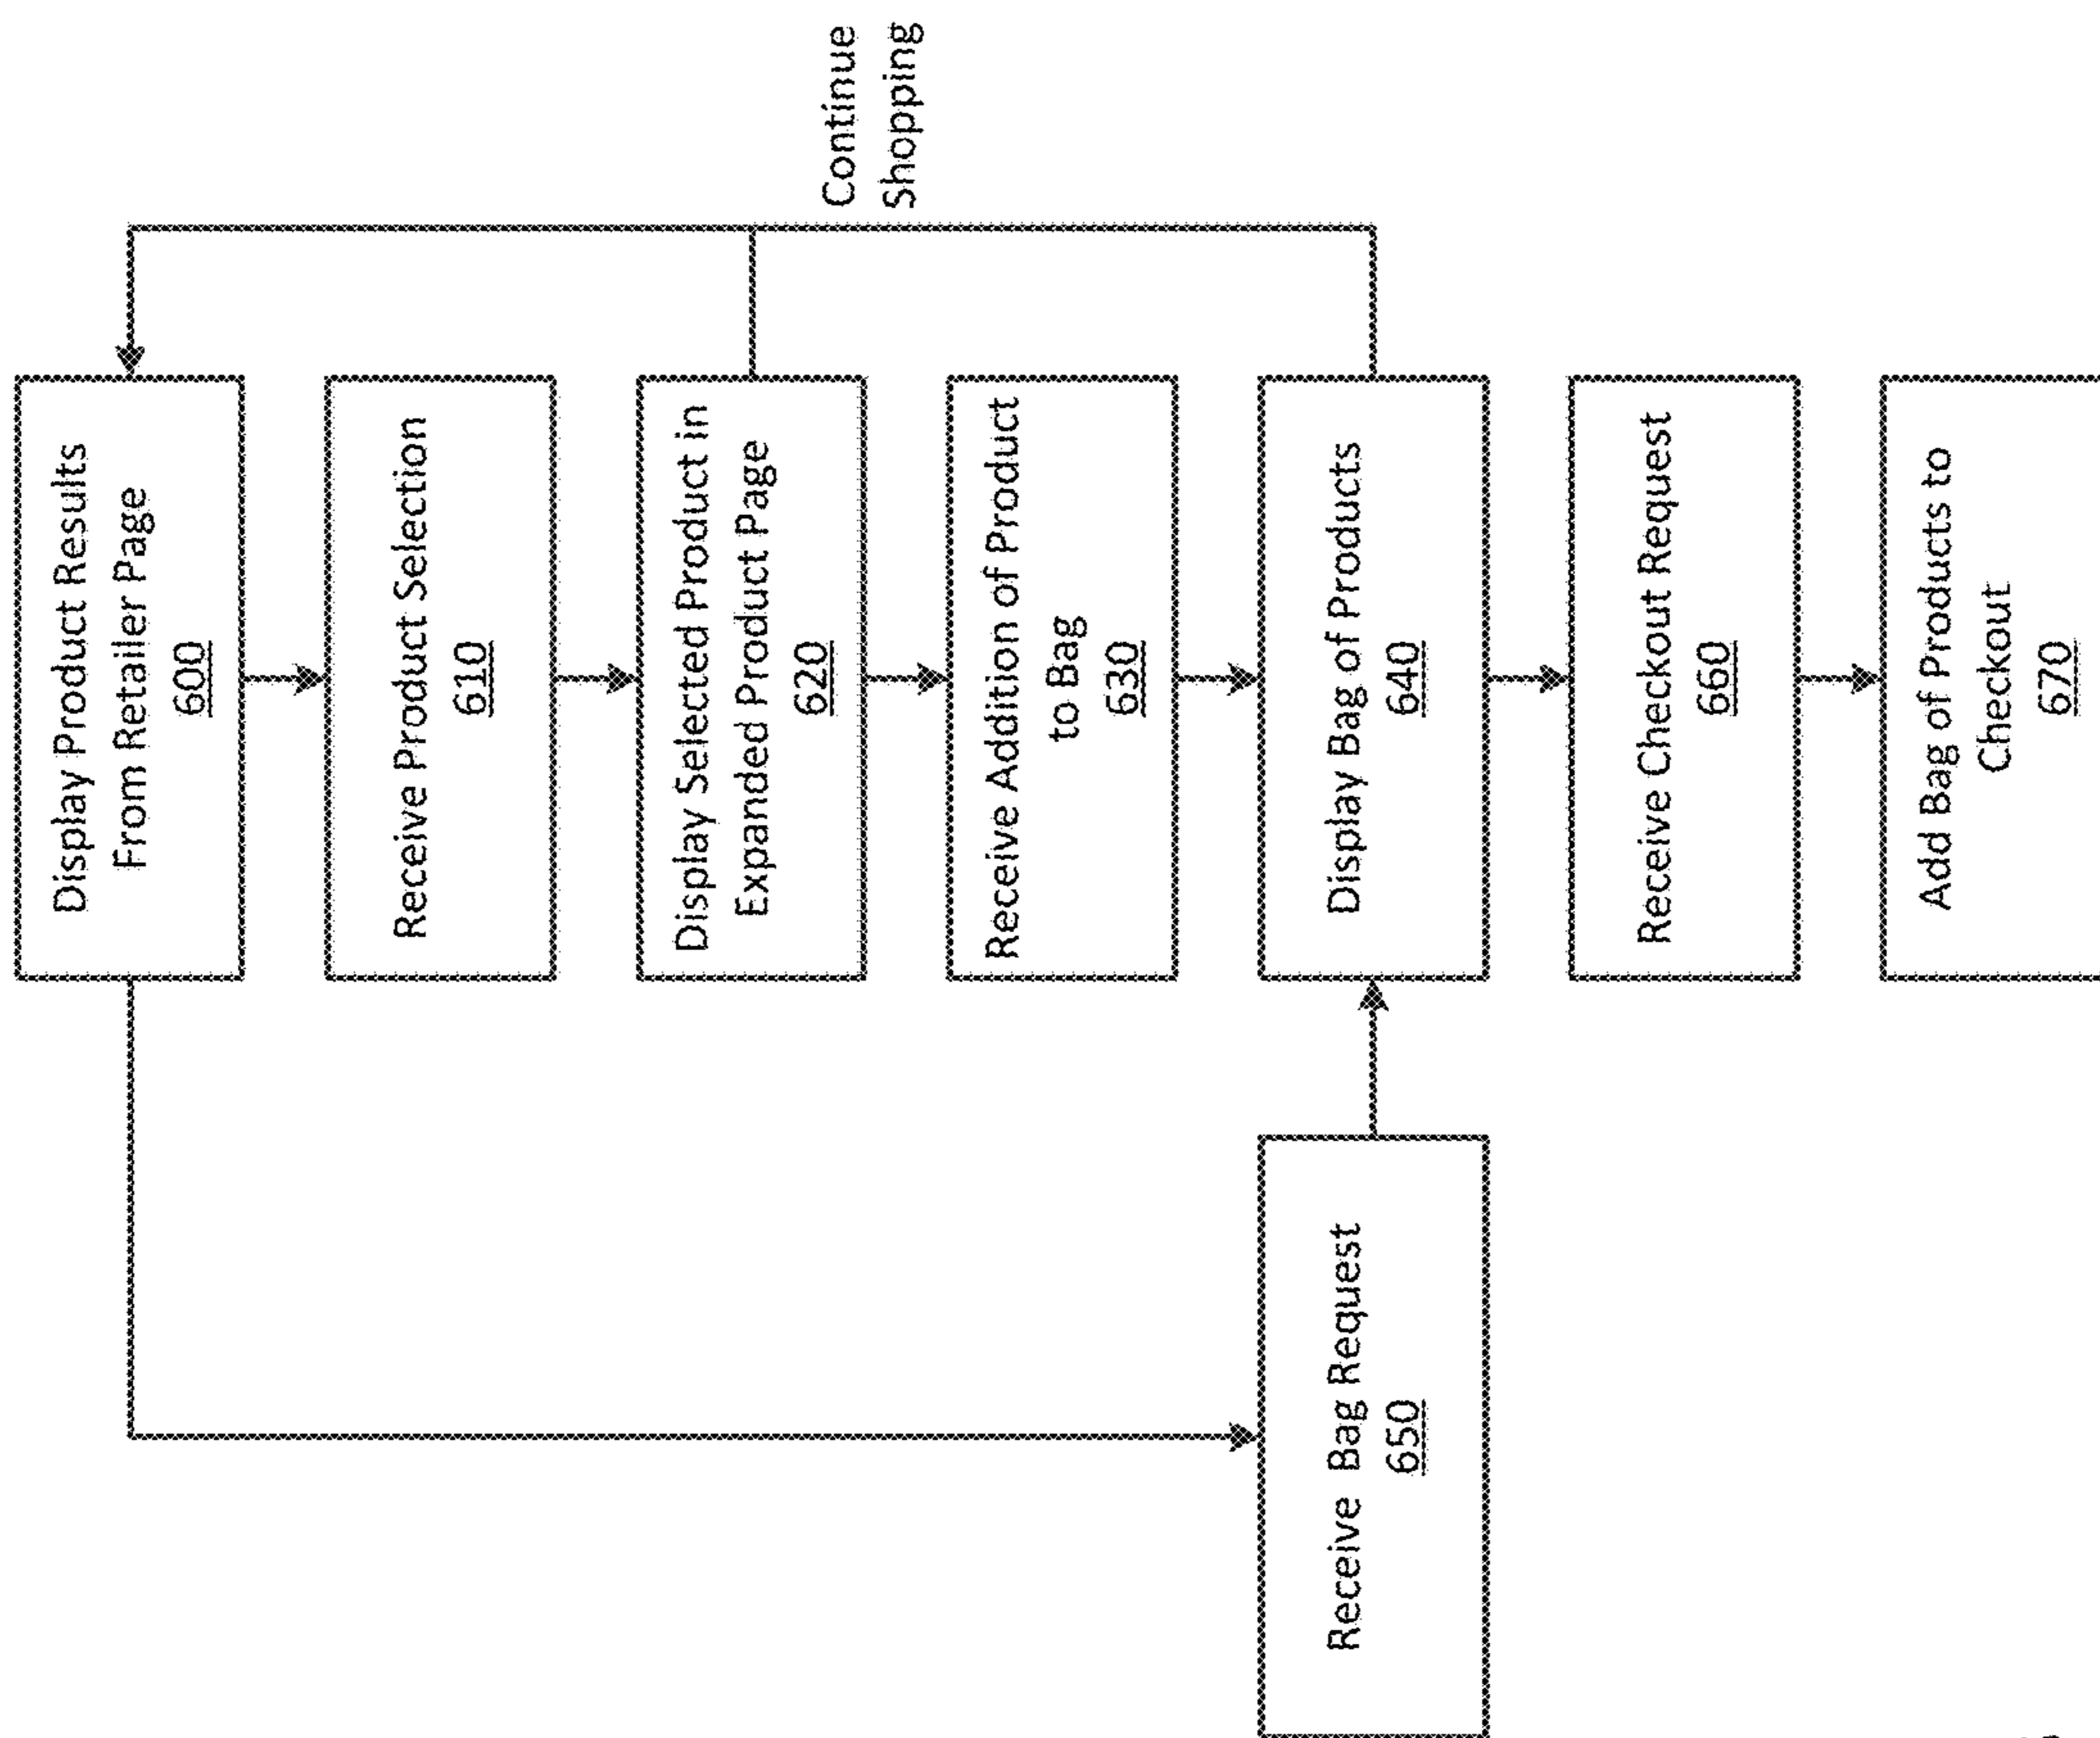 Display Product Results
From Retailer Page
600
Receive Product Selection
610
Display Selected Product in
Expanded Product Page
620
Continue
Shopping
Receive Addition of Product
to Bag
630
Display Bag of Products
640
Receive Bag Request
650
Receive Checkout Request
660
Add Bag of Products to
Checkout
670